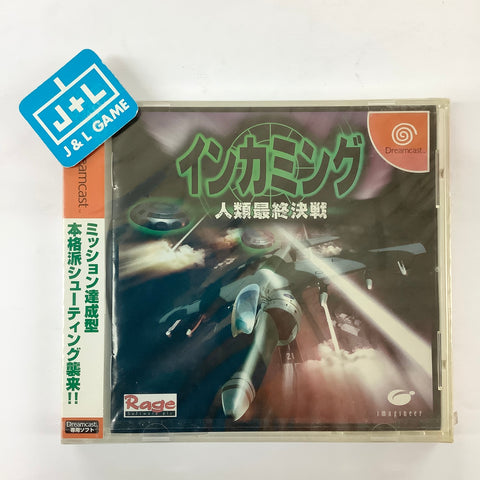 J+L
J & L GAME
Dreamcast
インカミング
人類最終決戦
Dreamcast
ミッション達成型
本格派シューティング襲来!!
Dreamcast
専用ソフト
Rage
imagineer